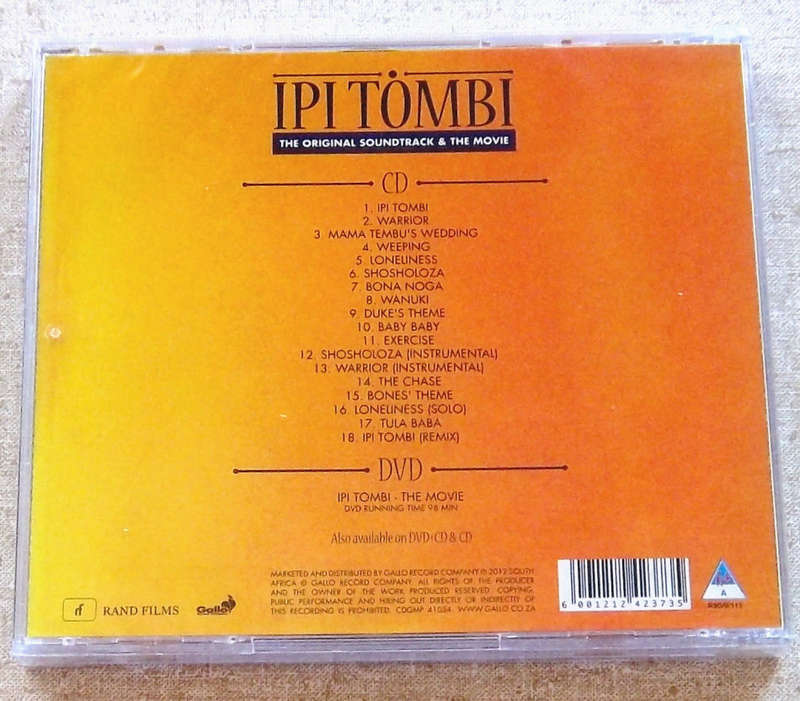 IPI TOMBI
THE ORIGINAL SOUNDTRACK & THE MOVIE
CD
1. IPI TOMBI
2. WARRIOR
3. MAMA TEMBU'S WEDDING
4. WEEPING
5. LONELINESS
6. SHOSHOLOZA
7. BONA NOGA
8. WANUKI
9. DUKE'S THEME
10. BABY BABY
11. EXERCISE
12. SHOSHOLOZA (INSTRUMENTAL)
13. WARRIOR (INSTRUMENTAL)
14. THE CHASE
15. BONES' THEME
16. LONELINESS (SOLO)
17. TULA BABA
18. IPI TOMBI (REMIX)
DVD
IPI TOMBI - THE MOVIE
DVD RUNNING TIME 98 MIN
Also available on DVD+CD & CD
MARKETED AND DISTRIBUTED BY GALLO RECORD COMPANY ℗ 2012 SOUTH
AFRICA © GALLO RECORD COMPANY. ALL RIGHTS OF THE PRODUCER
AND THE OWNER OF THE WORK PRODUCED RESERVED. COPYING,
PUBLIC PERFORMANCE AND HIRING OUT DIRECTLY OR INDIRECTLY OF
THIS RECORDING IS PROHIBITED. CDGMP 41054 WWW.GALLO.CO.ZA
rf RAND FILMS
Gallo
6 001212 423735
A